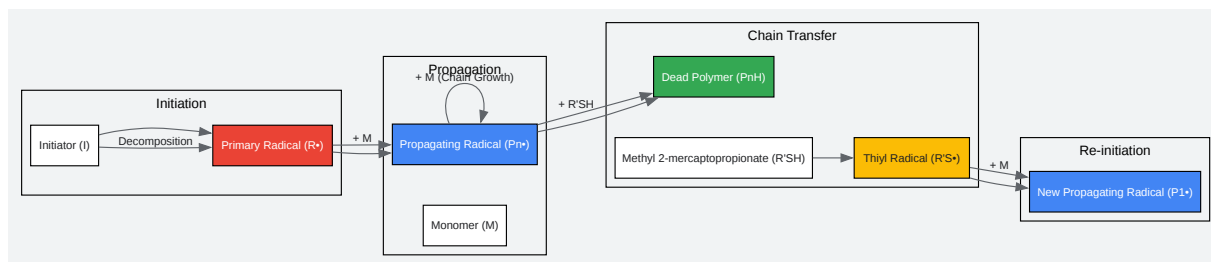 Initiation
Initiator (I)
Decomposition
Primary Radical (R•)
+ M
Propagation
+ M (Chain Growth)
Propagating Radical (Pn•)
Monomer (M)
+ R'SH
Chain Transfer
Dead Polymer (PnH)
Methyl 2-mercaptopropionate (R'SH)
Thiyl Radical (R'S•)
+ M
Re-initiation
New Propagating Radical (P1•)